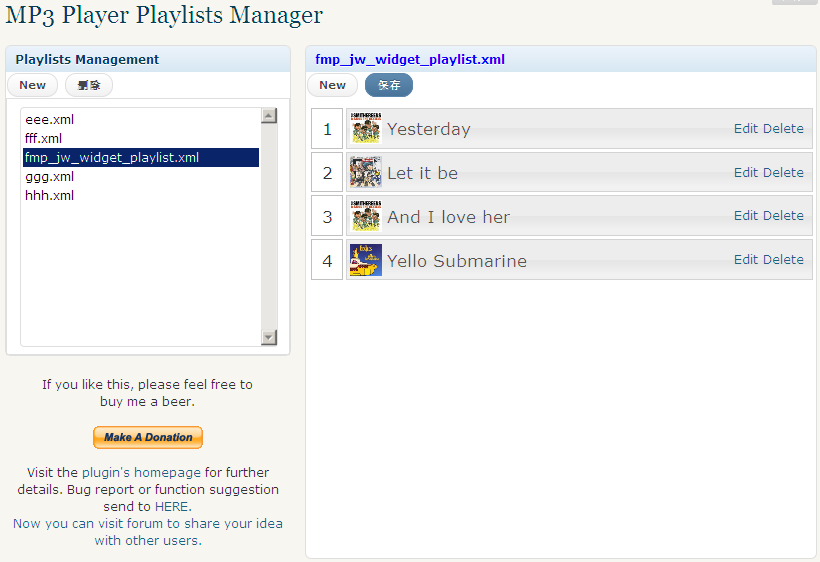 MP3 Player Playlists Manager
Playlists Management
New 删除
eee.xml
fff.xml
fmp_jw_widget_playlist.xml
ggg.xml
hhh.xml
If you like this, please feel free to
buy me a beer.
Make A Donation
Visit the plugin's homepage for further
details. Bug report or function suggestion
send to HERE.
Now you can visit forum to share your idea
with other users.
fmp_jw_widget_playlist.xml
New 保存
1 Yesterday Edit Delete
2 Let it be Edit Delete
3 And I love her Edit Delete
4 Yello Submarine Edit Delete